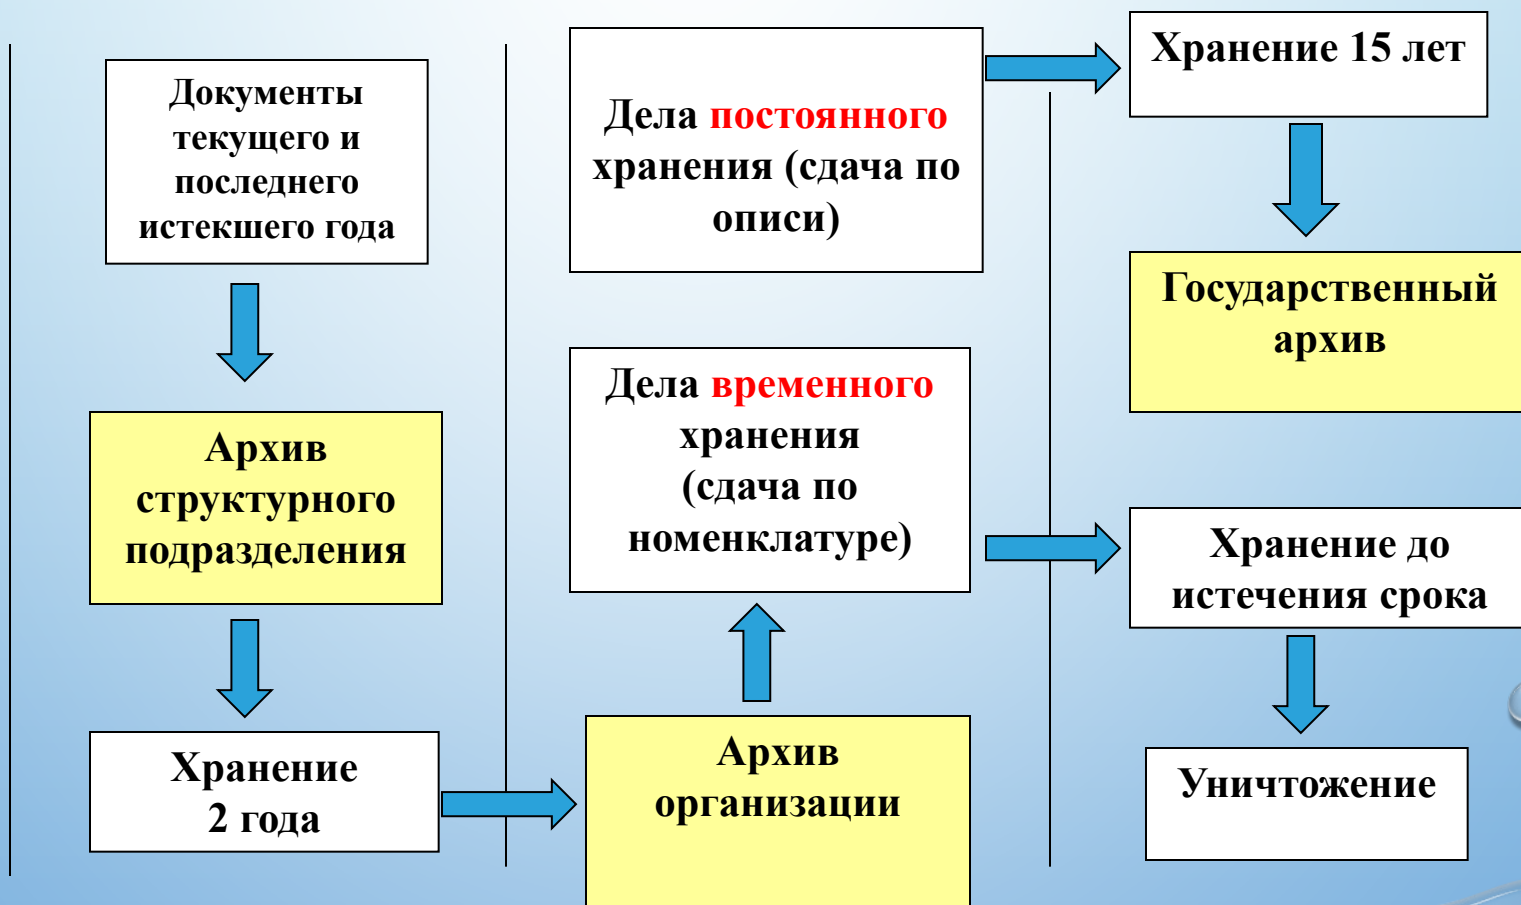 Документы
текущего и
последнего
истекшего года
Архив
структурного
подразделения
Хранение
2 года
Дела постоянного
хранения (сдача по
описи)
Дела временного
хранения
(сдача по
номенклатуре)
Архив
организации
Хранение 15 лет
Государственный
архив
Хранение до
истечения срока
Уничтожение